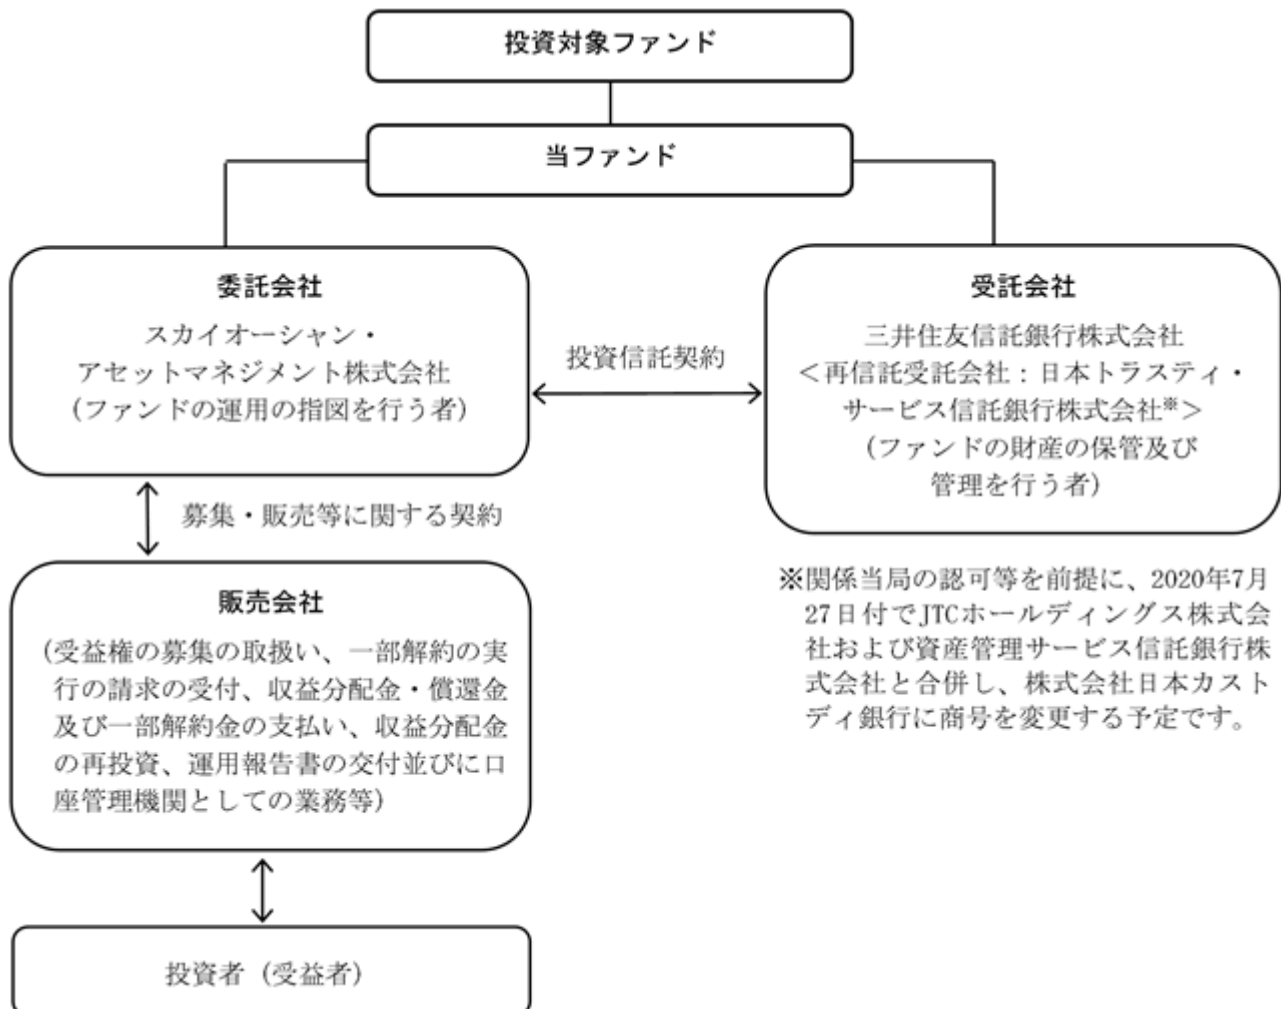 投資対象ファンド
当ファンド
委託会社
スカイオーシャン・
アセットマネジメント株式会社
(ファンドの運用の指図を行う者)
投資信託契約
受託会社
三井住友信託銀行株式会社
<再信託受託会社:日本トラスティ・
サービス信託銀行株式会社※>
(ファンドの財産の保管及び
管理を行う者)
募集・販売等に関する契約
※関係当局の認可等を前提に、2020年7月
27日付でJTCホールディングス株式会
社および資産管理サービス信託銀行株
式会社と合併し、株式会社日本カスト
ディ銀行に商号を変更する予定です。
販売会社
(受益権の募集の取扱い、一部解約の実
行の請求の受付、収益分配金・償還金
及び一部解約金の支払い、収益分配金
の再投資、運用報告書の交付並びに口
座管理機関としての業務等)
投資者(受益者)